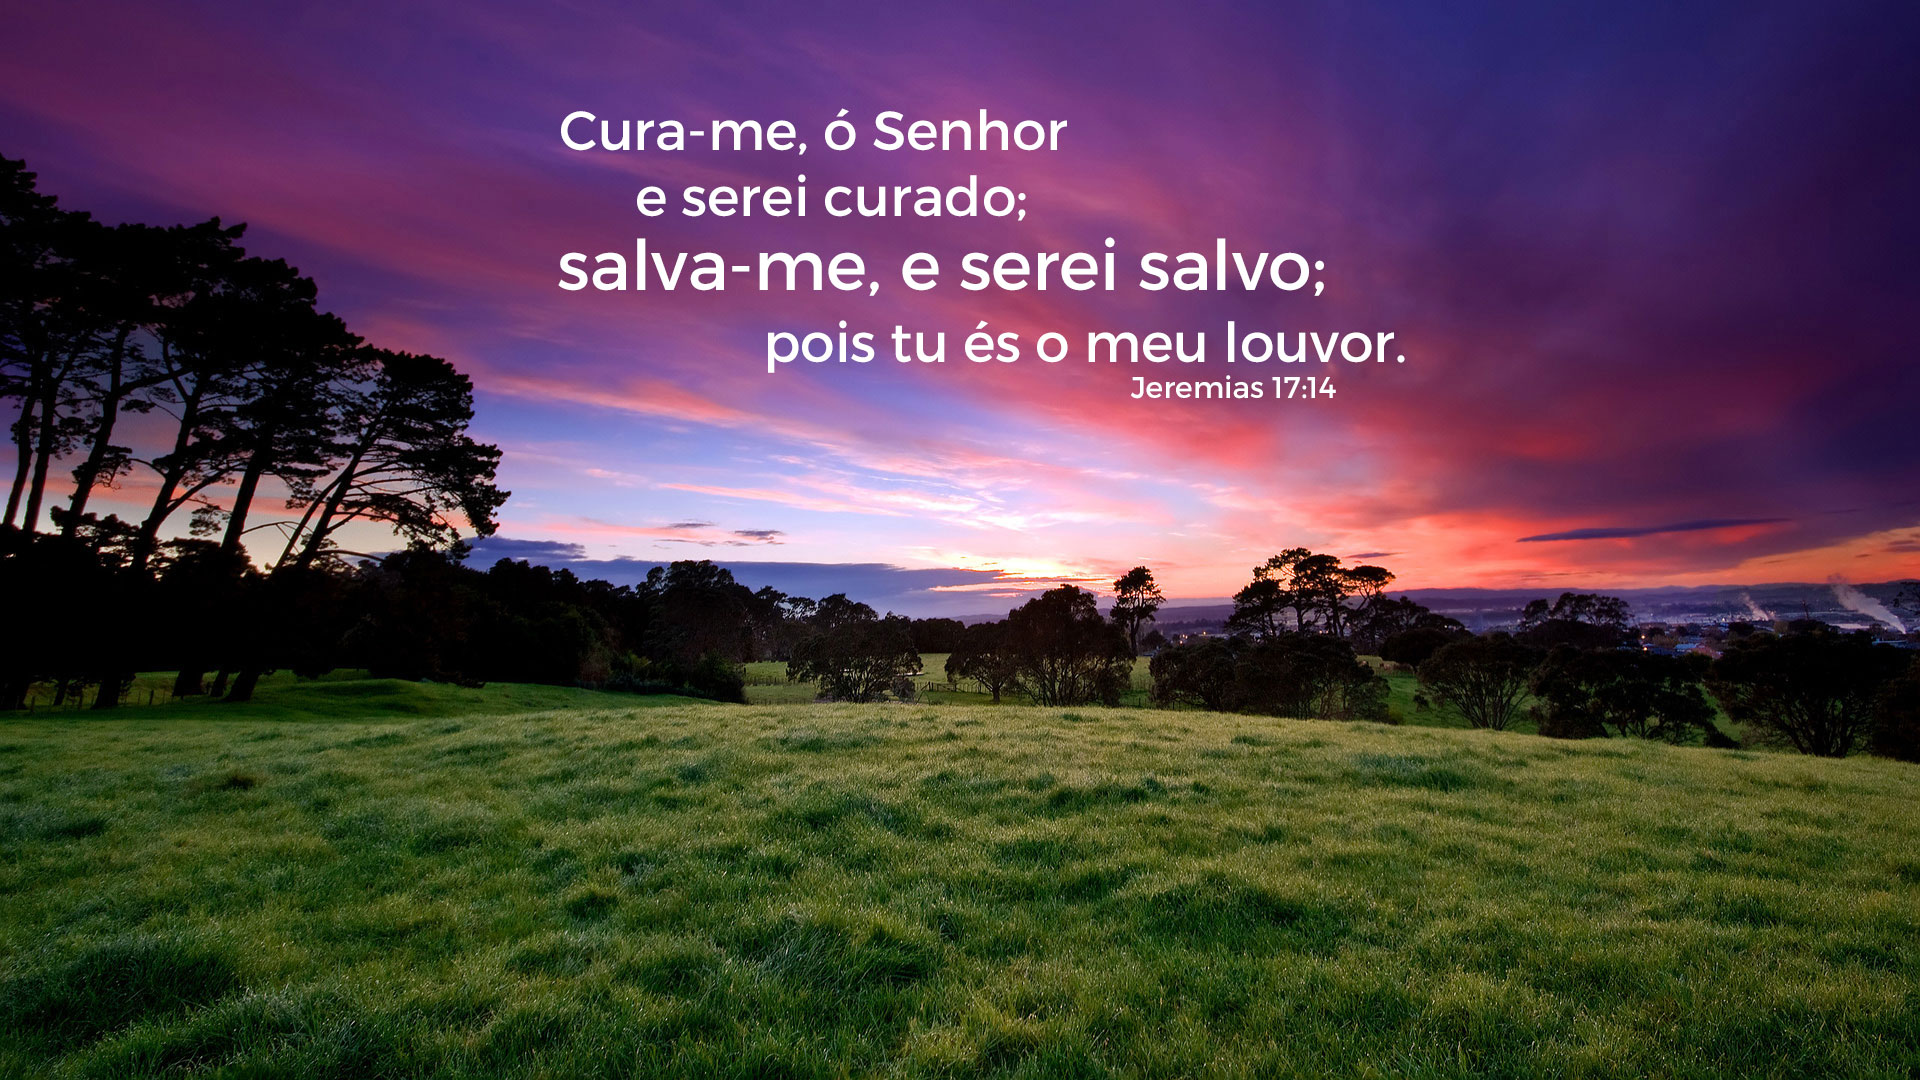 Cura-me, ó Senhor
e serei curado;
salva-me, e serei salvo;
pois tu és o meu louvor.
Jeremias 17:14